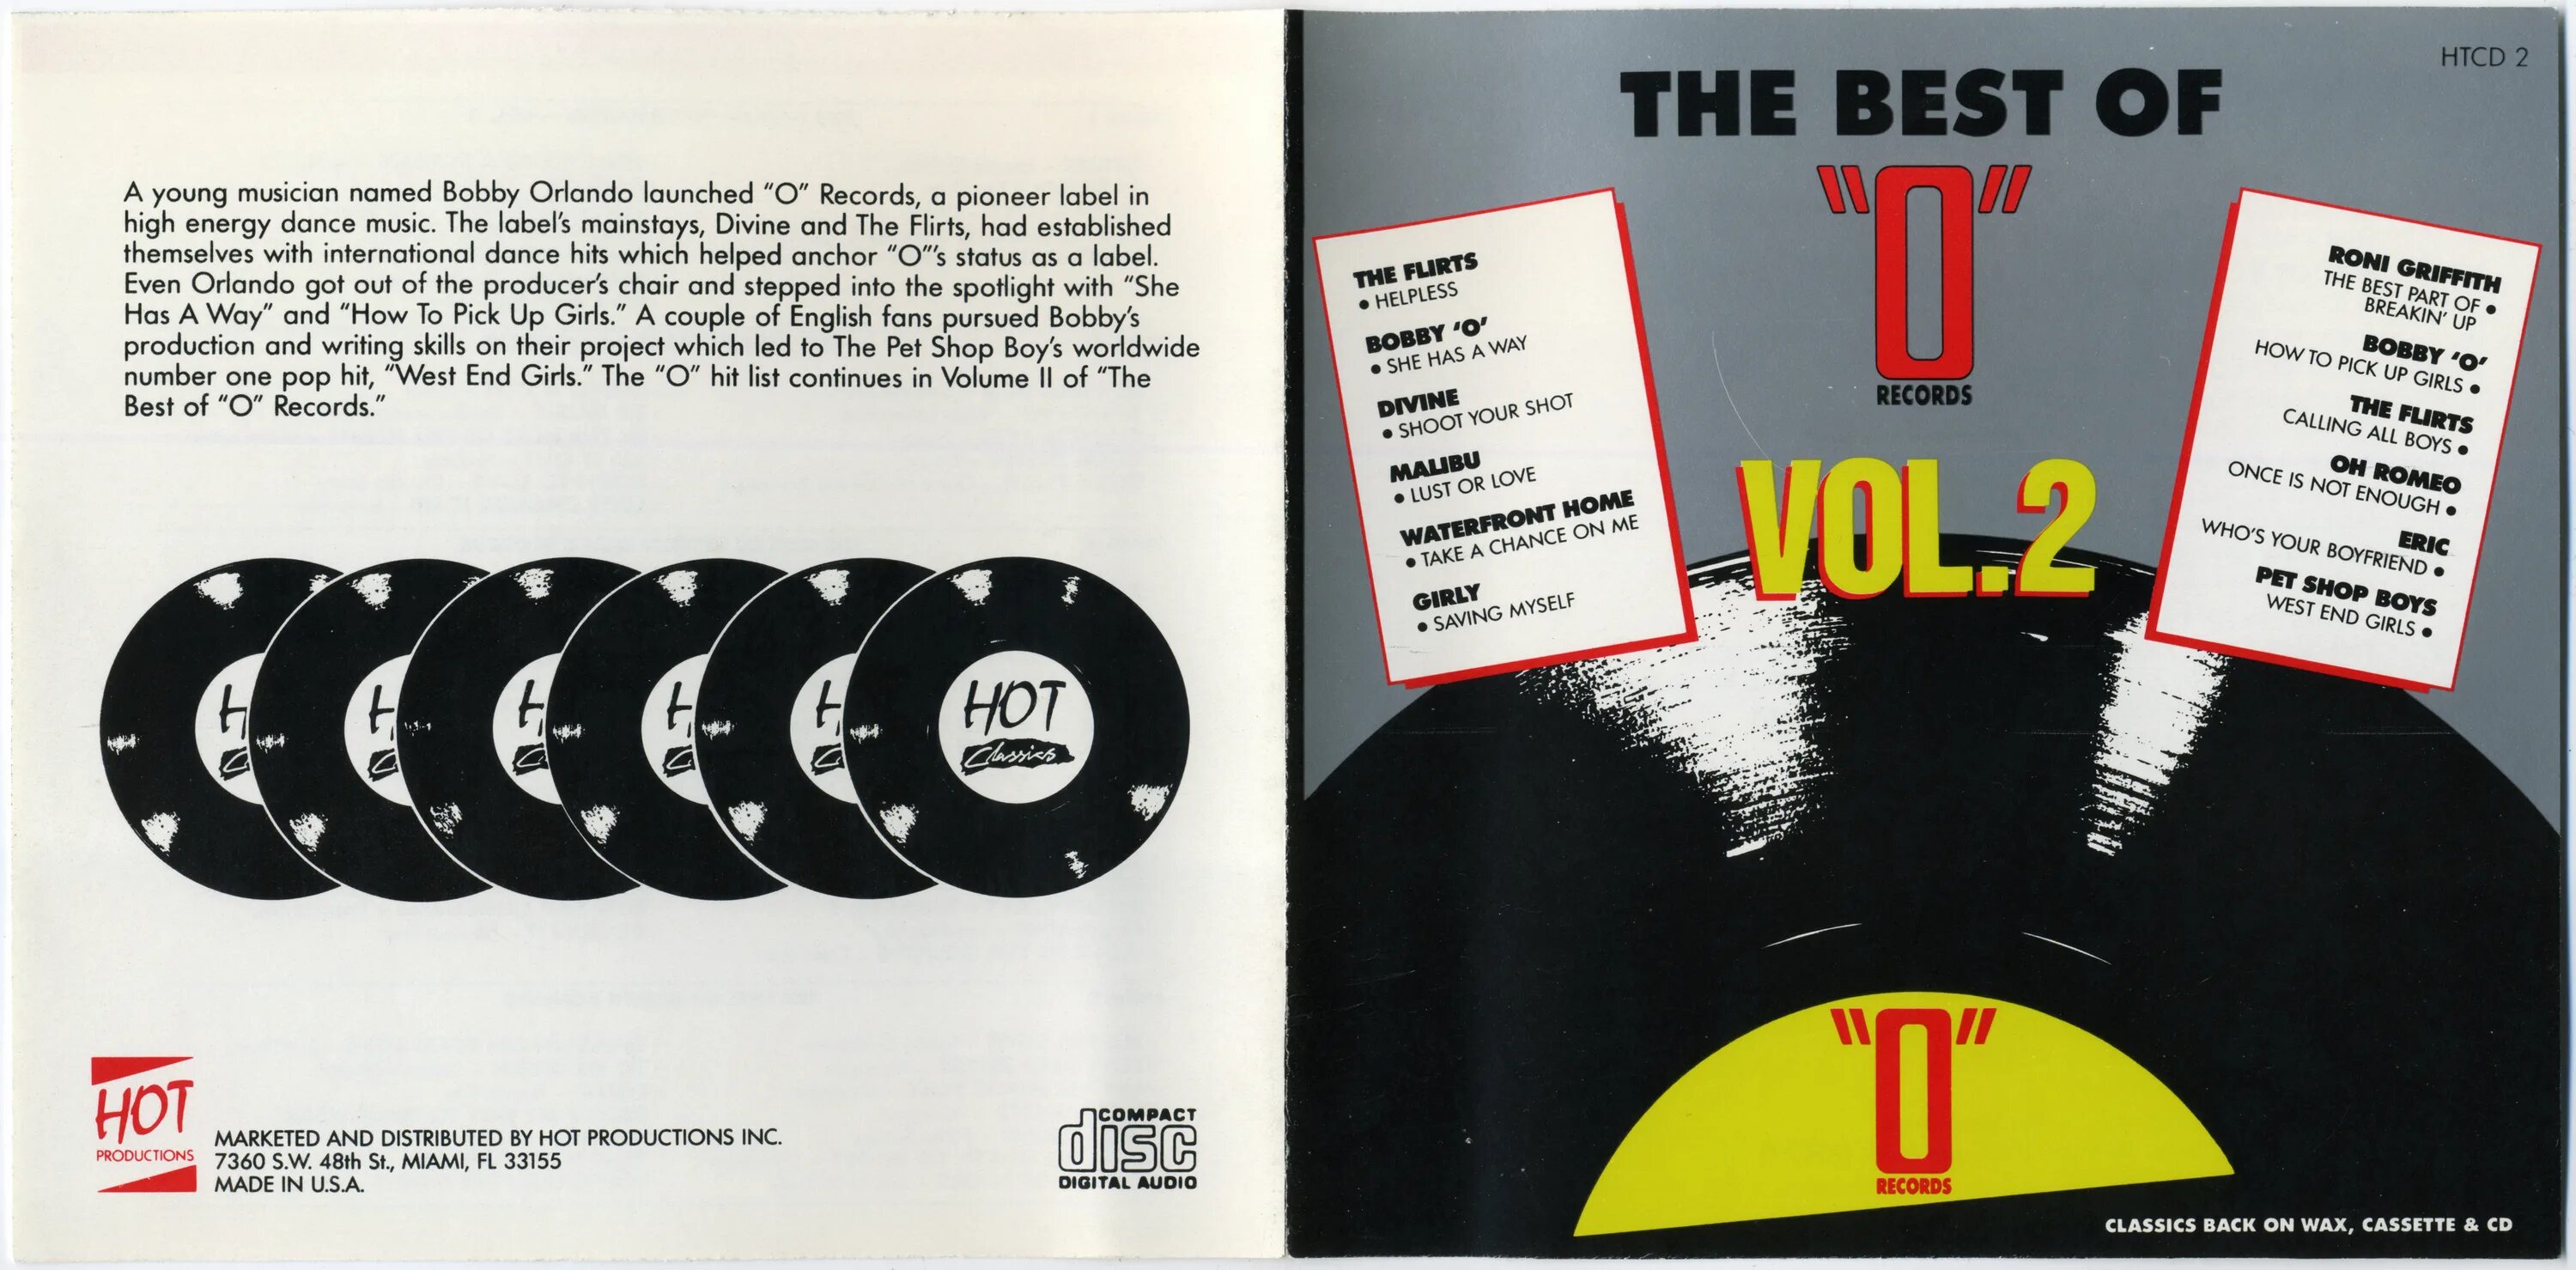 A young musician named Bobby Orlando launched “O” Records, a pioneer label in
high energy dance music. The label’s mainstays, Divine and The Flirts, had established
themselves with international dance hits which helped anchor “O”’s status as a label.
Even Orlando got out of the producer’s chair and stepped into the spotlight with “She
Has A Way” and “How To Pick Up Girls.” A couple of English fans pursued Bobby’s
production and writing skills on their project which led to The Pet Shop Boy’s worldwide
number one pop hit, “West End Girls.” The “O” hit list continues in Volume II of “The
Best of “O” Records.”
H
C
H
C
H
C
H
C
H
C
HOT
Classics
HOT
PRODUCTIONS
MARKETED AND DISTRIBUTED BY HOT PRODUCTIONS INC.
7360 S.W. 48th St., MIAMI, FL 33155
MADE IN U.S.A.
COMPACT
disc
DIGITAL AUDIO
HTCD 2
THE BEST OF
“O”
RECORDS
VOL.2
THE FLIRTS
• HELPLESS
BOBBY ‘O’
• SHE HAS A WAY
DIVINE
• SHOOT YOUR SHOT
MALIBU
• LUST OR LOVE
WATERFRONT HOME
• TAKE A CHANCE ON ME
GIRLY
• SAVING MYSELF
RONI GRIFFITH
THE BEST PART OF •
BREAKIN’ UP
BOBBY ‘O’
HOW TO PICK UP GIRLS •
THE FLIRTS
CALLING ALL BOYS •
OH ROMEO
ONCE IS NOT ENOUGH •
ERIC
WHO’S YOUR BOYFRIEND •
PET SHOP BOYS
WEST END GIRLS •
“O”
RECORDS
CLASSICS BACK ON WAX, CASSETTE & CD